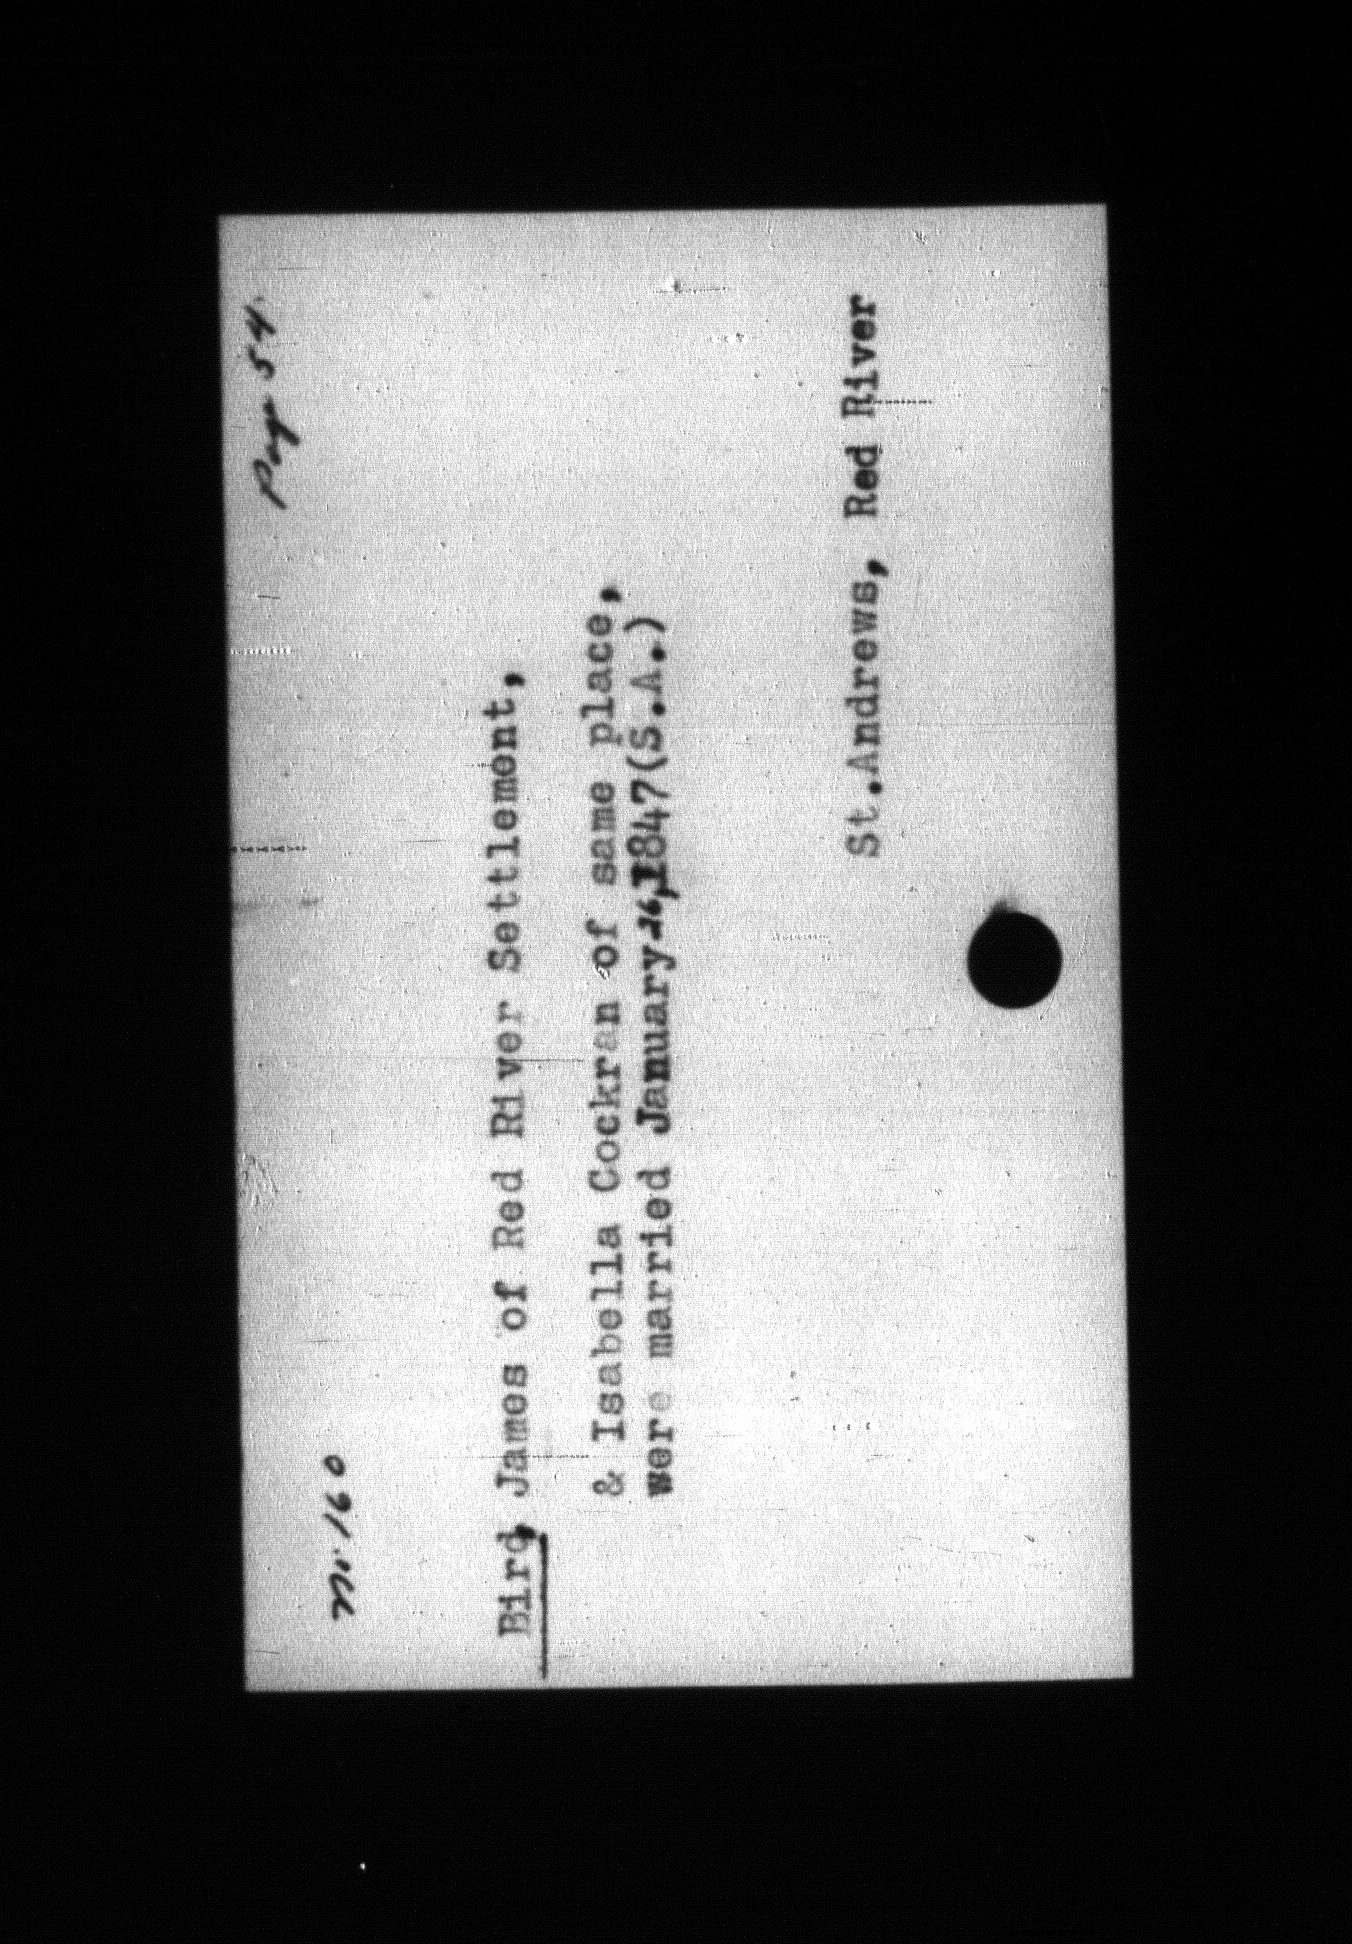 Page 54.
No. 160
Bird, James of Red River Settlement,
& Isabella Cockran of same place,
were married January 26,1847(S.A.)
St.Andrews, Red River